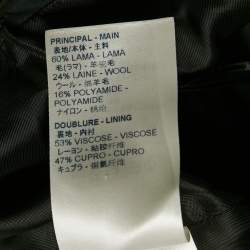 PRINCIPAL - MAIN
表地/表布 - 主料
60% LAMA - LAMA
毛(ラマ) - 羊驼毛
24% LAINE - WOOL
ウール - 绵羊毛
16% POLYAMIDE -
POLYAMIDE
ナイロン - 锦纶
DOUBLURE - LINING
裏地 - 内衬
53% VISCOSE - VISCOSE
レーヨン - 粘胶纤维
47% CUPRO - CUPRO
キュプラ - 铜氨纤维